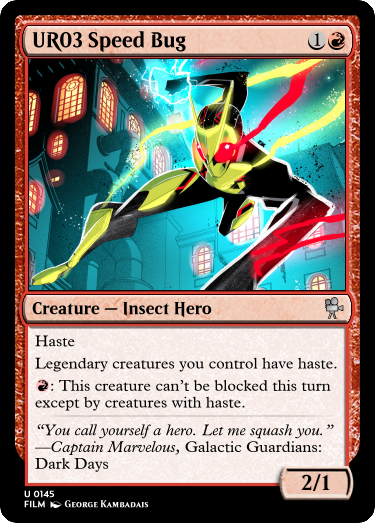 UR03 Speed Bug
1
Creature — Insect Hero
Haste
Legendary creatures you control have haste.
: This creature can't be blocked this turn
except by creatures with haste.
“You call yourself a hero. Let me squash you.”
—Captain Marvelous, Galactic Guardians:
Dark Days
2/1
U 0145
FILM George Kambadais